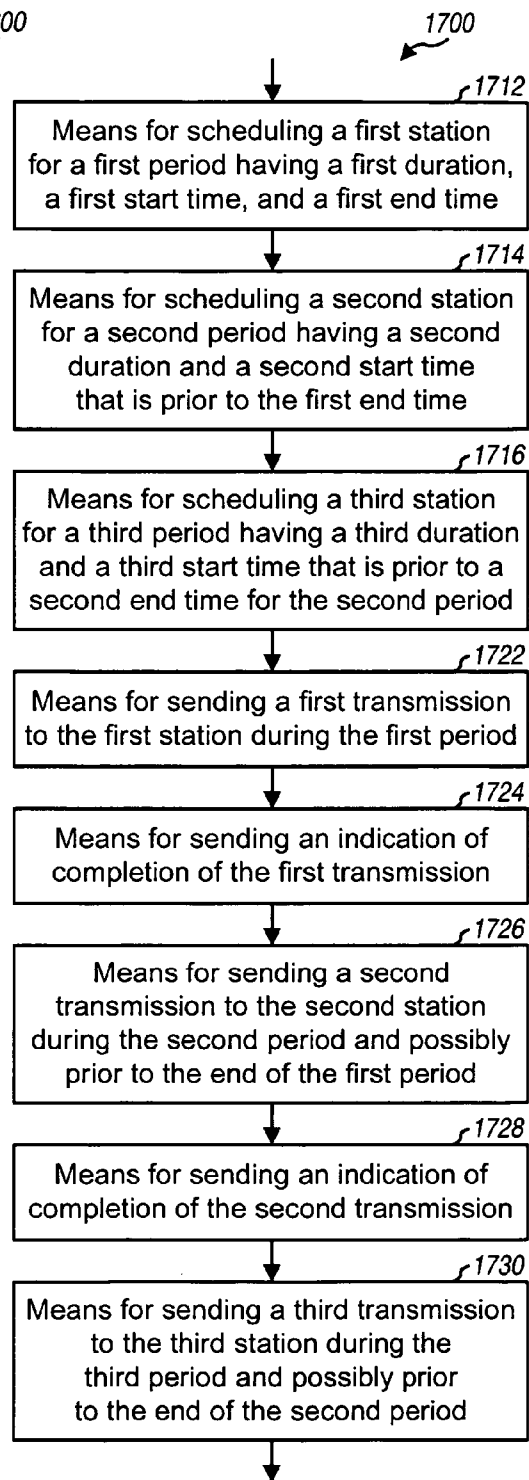 1700
1712
Means for scheduling a first station
for a first period having a first duration,
a first start time, and a first end time
1714
Means for scheduling a second station
for a second period having a second
duration and a second start time
that is prior to the first end time
1716
Means for scheduling a third station
for a third period having a third duration
and a third start time that is prior to a
second end time for the second period
1722
Means for sending a first transmission
to the first station during the first period
1724
Means for sending an indication of
completion of the first transmission
1726
Means for sending a second
transmission to the second station
during the second period and possibly
prior to the end of the first period
1728
Means for sending an indication of
completion of the second transmission
1730
Means for sending a third transmission
to the third station during the
third period and possibly prior
to the end of the second period